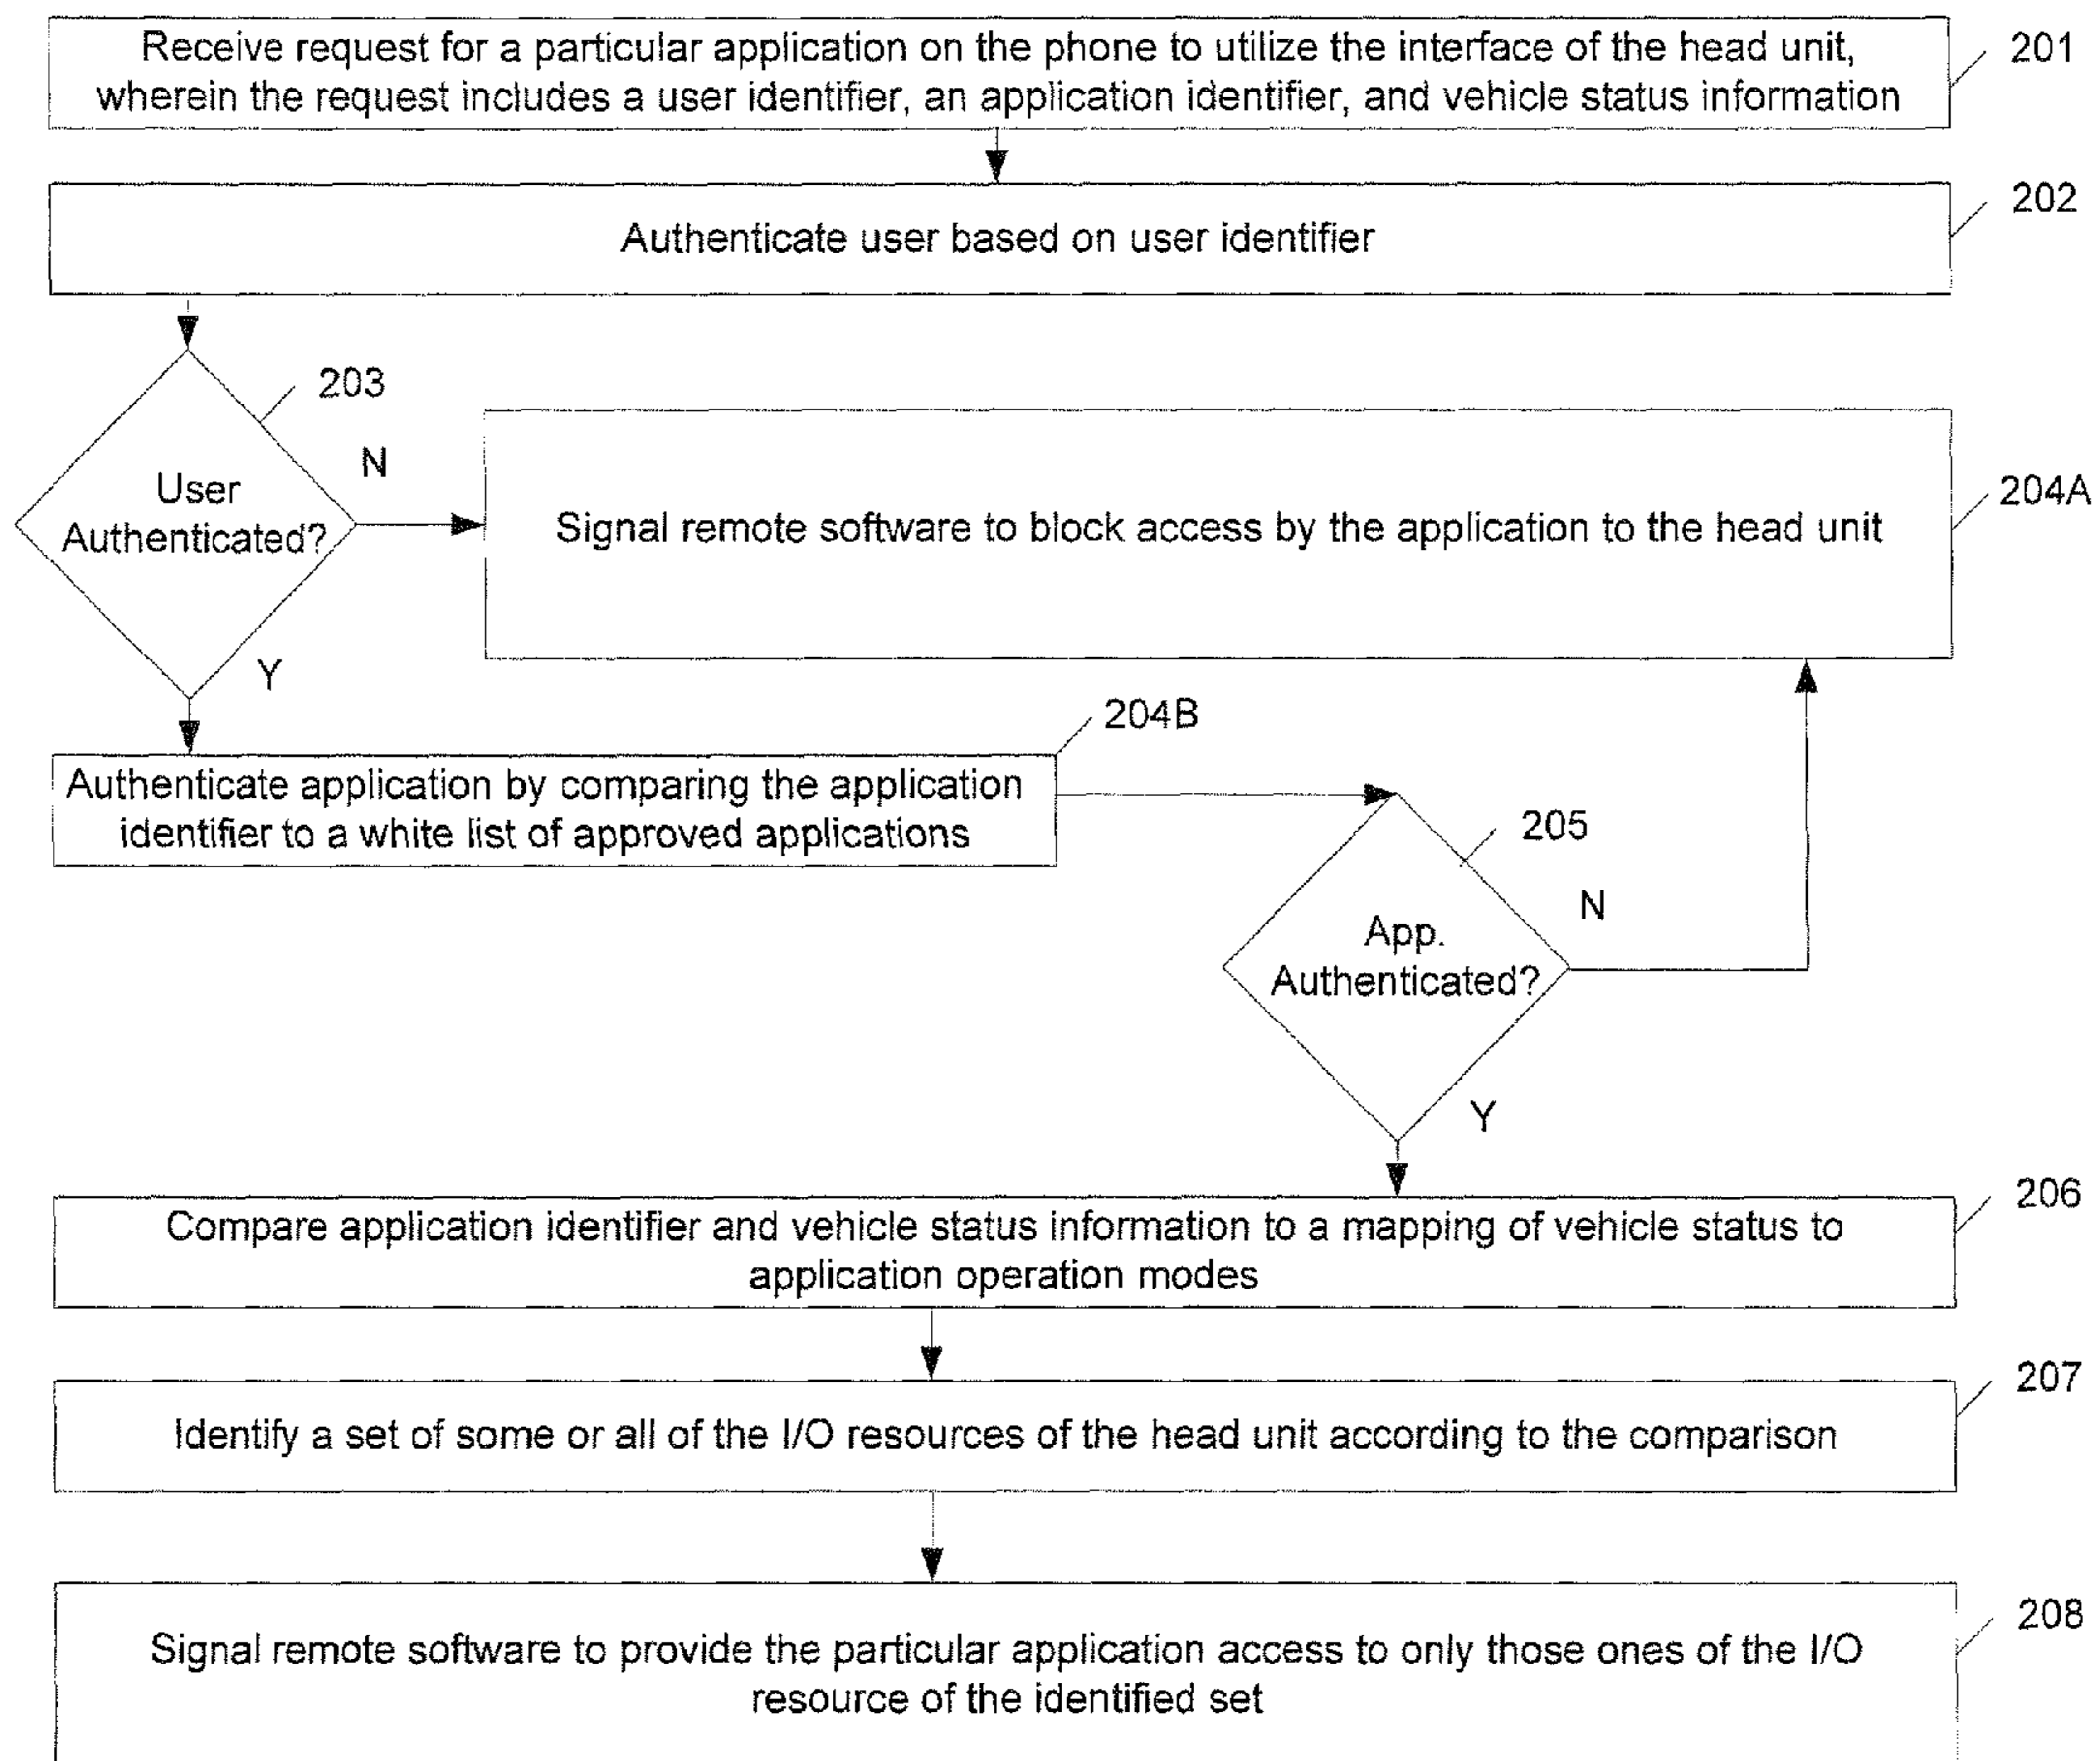 Receive request for a particular application on the phone to utilize the interface of the head unit,
wherein the request includes a user identifier, an application identifier, and vehicle status information
201
Authenticate user based on user identifier
202
203
User
Authenticated?
N
Y
Signal remote software to block access by the application to the head unit
204A
204B
Authenticate application by comparing the application
identifier to a white list of approved applications
205
App.
Authenticated?
N
Y
206
Compare application identifier and vehicle status information to a mapping of vehicle status to
application operation modes
207
Identify a set of some or all of the I/O resources of the head unit according to the comparison
208
Signal remote software to provide the particular application access to only those ones of the I/O
resource of the identified set